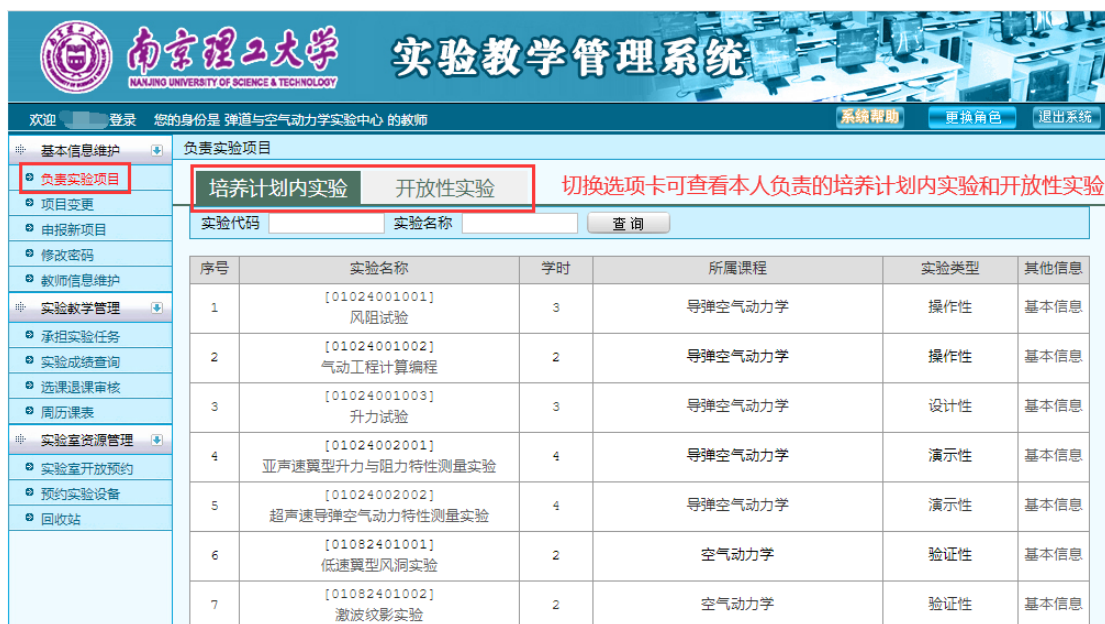 南京理工大学
NANJING UNIVERSITY OF SCIENCE & TECHNOLOGY
实验教学管理系统
欢迎 登录 您的身份是 弹道与空气动力学实验中心 的教师
系统帮助 更换角色 退出系统
基本信息维护
负责实验项目
项目变更
申报新项目
修改密码
教师信息维护
实验教学管理
承担实验任务
实验成绩查询
选课退课审核
周历课表
实验室资源管理
实验室开放预约
预约实验设备
回收站
负责实验项目
培养计划内实验 开放性实验 切换选项卡可查看本人负责的培养计划内实验和开放性实验
实验代码 实验名称 查 询
序号 实验名称 学时 所属课程 实验类型 其他信息
[01024001001]
1 风阻试验 3 导弹空气动力学 操作性 基本信息
[01024001002]
2 气动工程计算编程 2 导弹空气动力学 操作性 基本信息
[01024001003]
3 升力试验 3 导弹空气动力学 设计性 基本信息
[01024002001]
4 亚声速翼型升力与阻力特性测量实验 4 导弹空气动力学 演示性 基本信息
[01024002002]
5 超声速导弹空气动力特性测量实验 4 导弹空气动力学 演示性 基本信息
[01082401001]
6 低速翼型风洞实验 2 空气动力学 验证性 基本信息
[01082401002]
7 激波纹影实验 2 空气动力学 验证性 基本信息